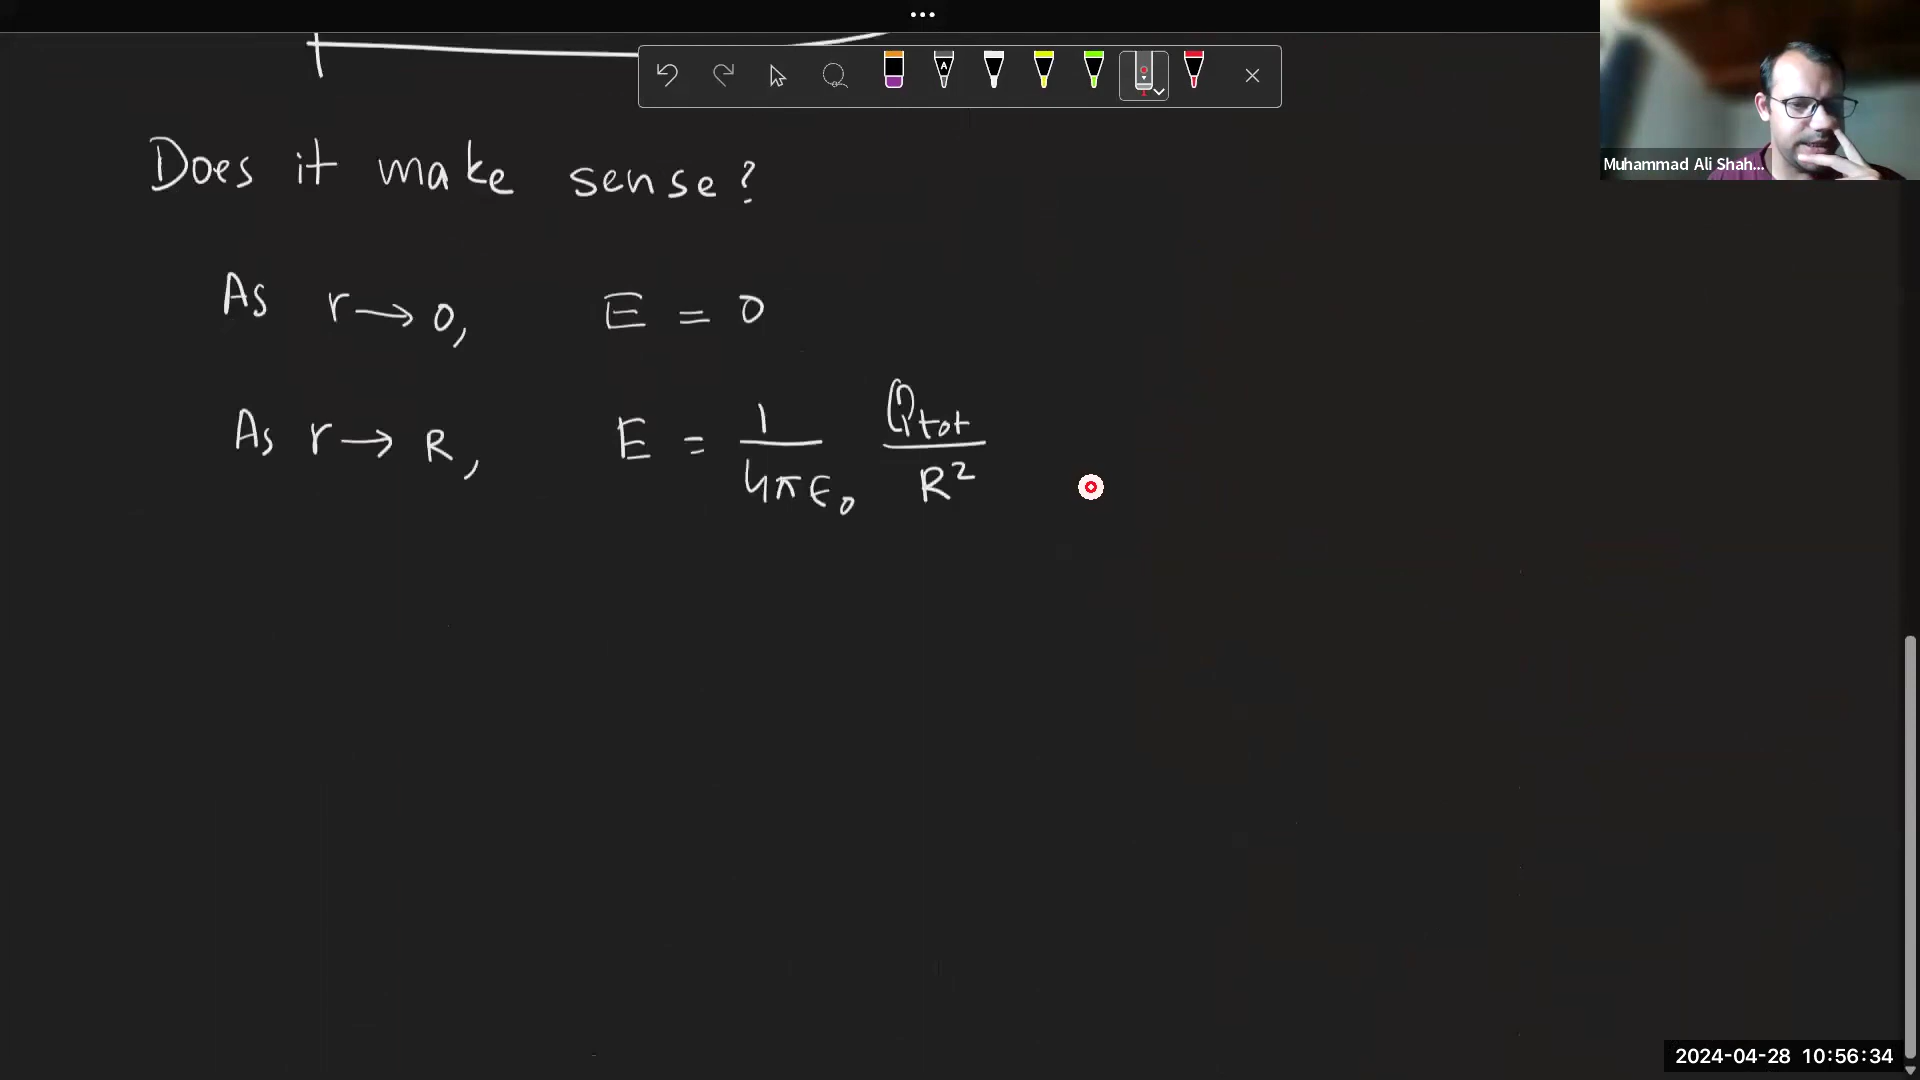 Muhammad Ali Shah...
Does it make sense?
As r → 0, E = 0
As r → R, E = 1/4πϵ₀ Qtot/R²
2024-04-28 10:56:34